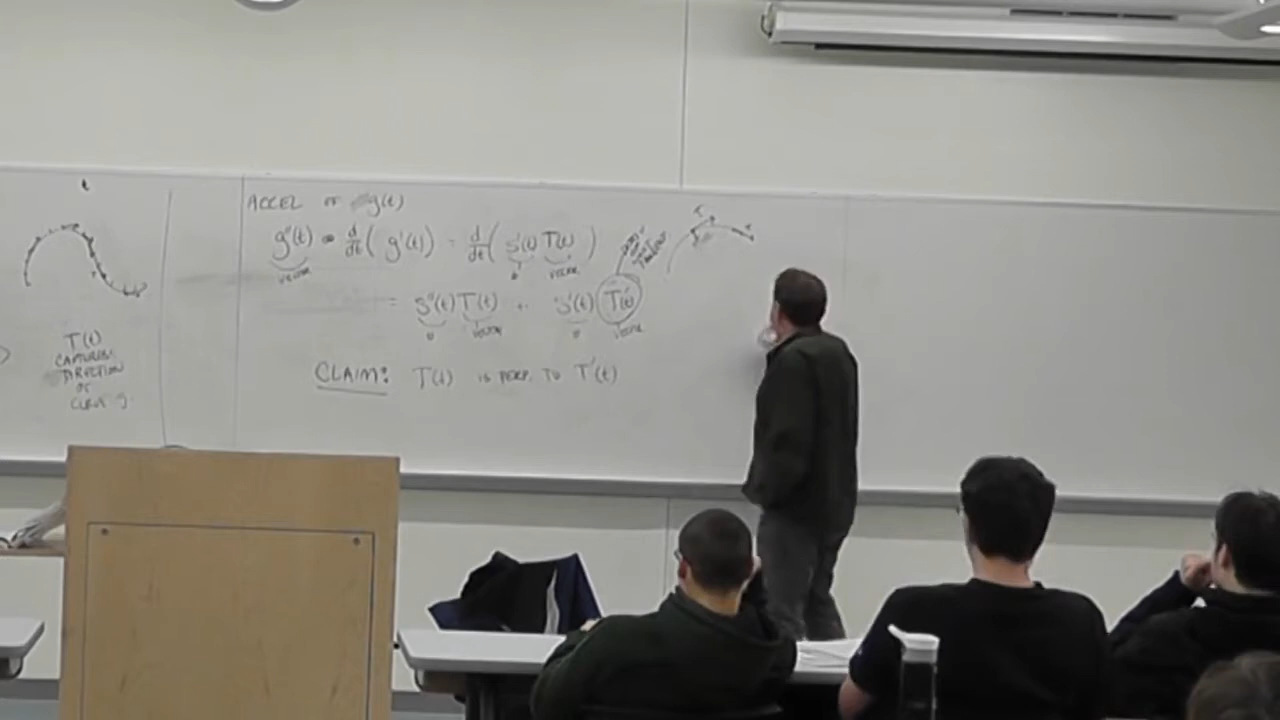 t
T(t)
CAPTURES
DIRECTION
OF
CURVE g.
ACCEL OF g(t)
g''(t) = d/dt ( g'(t) ) = d/dt ( s'(t) T(t) )
VECTOR # VECTOR
= s''(t) T(t) + s'(t) T'(t)
# VECTOR # VECTOR
CLAIM: T(t) IS PERP. TO T'(t)
T